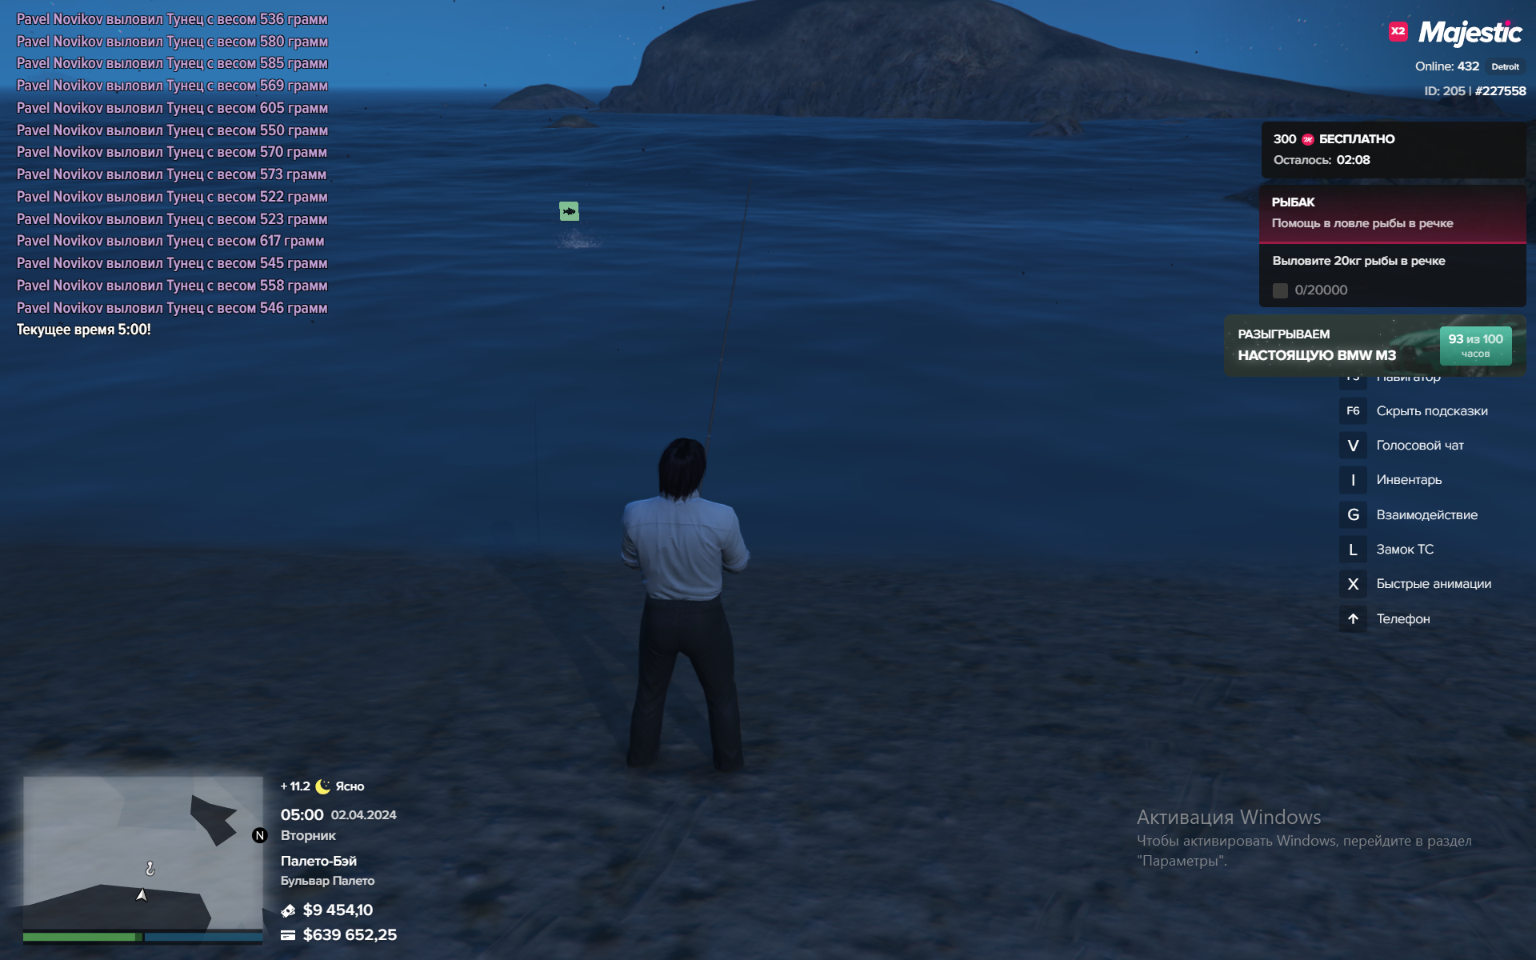 Pavel Novikov выловил Тунец с весом 536 грамм
Pavel Novikov выловил Тунец с весом 580 грамм
Pavel Novikov выловил Тунец с весом 585 грамм
Pavel Novikov выловил Тунец с весом 569 грамм
Pavel Novikov выловил Тунец с весом 605 грамм
Pavel Novikov выловил Тунец с весом 550 грамм
Pavel Novikov выловил Тунец с весом 570 грамм
Pavel Novikov выловил Тунец с весом 573 грамм
Pavel Novikov выловил Тунец с весом 522 грамм
Pavel Novikov выловил Тунец с весом 523 грамм
Pavel Novikov выловил Тунец с весом 617 грамм
Pavel Novikov выловил Тунец с весом 545 грамм
Pavel Novikov выловил Тунец с весом 558 грамм
Pavel Novikov выловил Тунец с весом 546 грамм
Текущее время 5:00!
X2 Majestic
Online: 432 Detroit
ID: 205 | #227558
300 БЕСПЛАТНО
Осталось: 02:08
РЫБАК
Помощь в ловле рыбы в речке
Выловите 20кг рыбы в речке
0/20000
РАЗЫГРЫВАЕМ
НАСТОЯЩУЮ BMW M3
93 из 100
часов
Навигатор
F6 Скрыть подсказки
V Голосовой чат
I Инвентарь
G Взаимодействие
L Замок ТС
X Быстрые анимации
Телефон
+ 11.2 Ясно
05:00 02.04.2024
N Вторник
Палето-Бэй
Бульвар Палето
$9 454,10
$639 652,25
Активация Windows
Чтобы активировать Windows, перейдите в раздел
"Параметры".